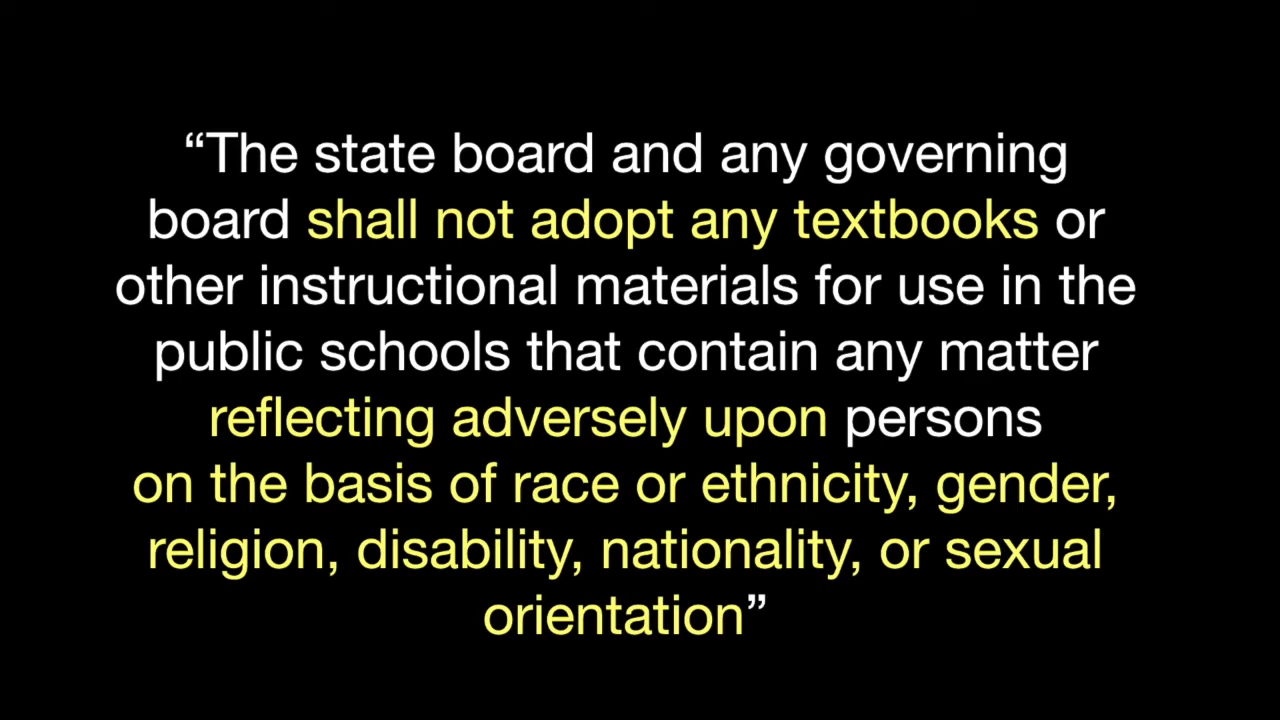 “The state board and any governing
board shall not adopt any textbooks or
other instructional materials for use in the
public schools that contain any matter
reflecting adversely upon persons
on the basis of race or ethnicity, gender,
religion, disability, nationality, or sexual
orientation”